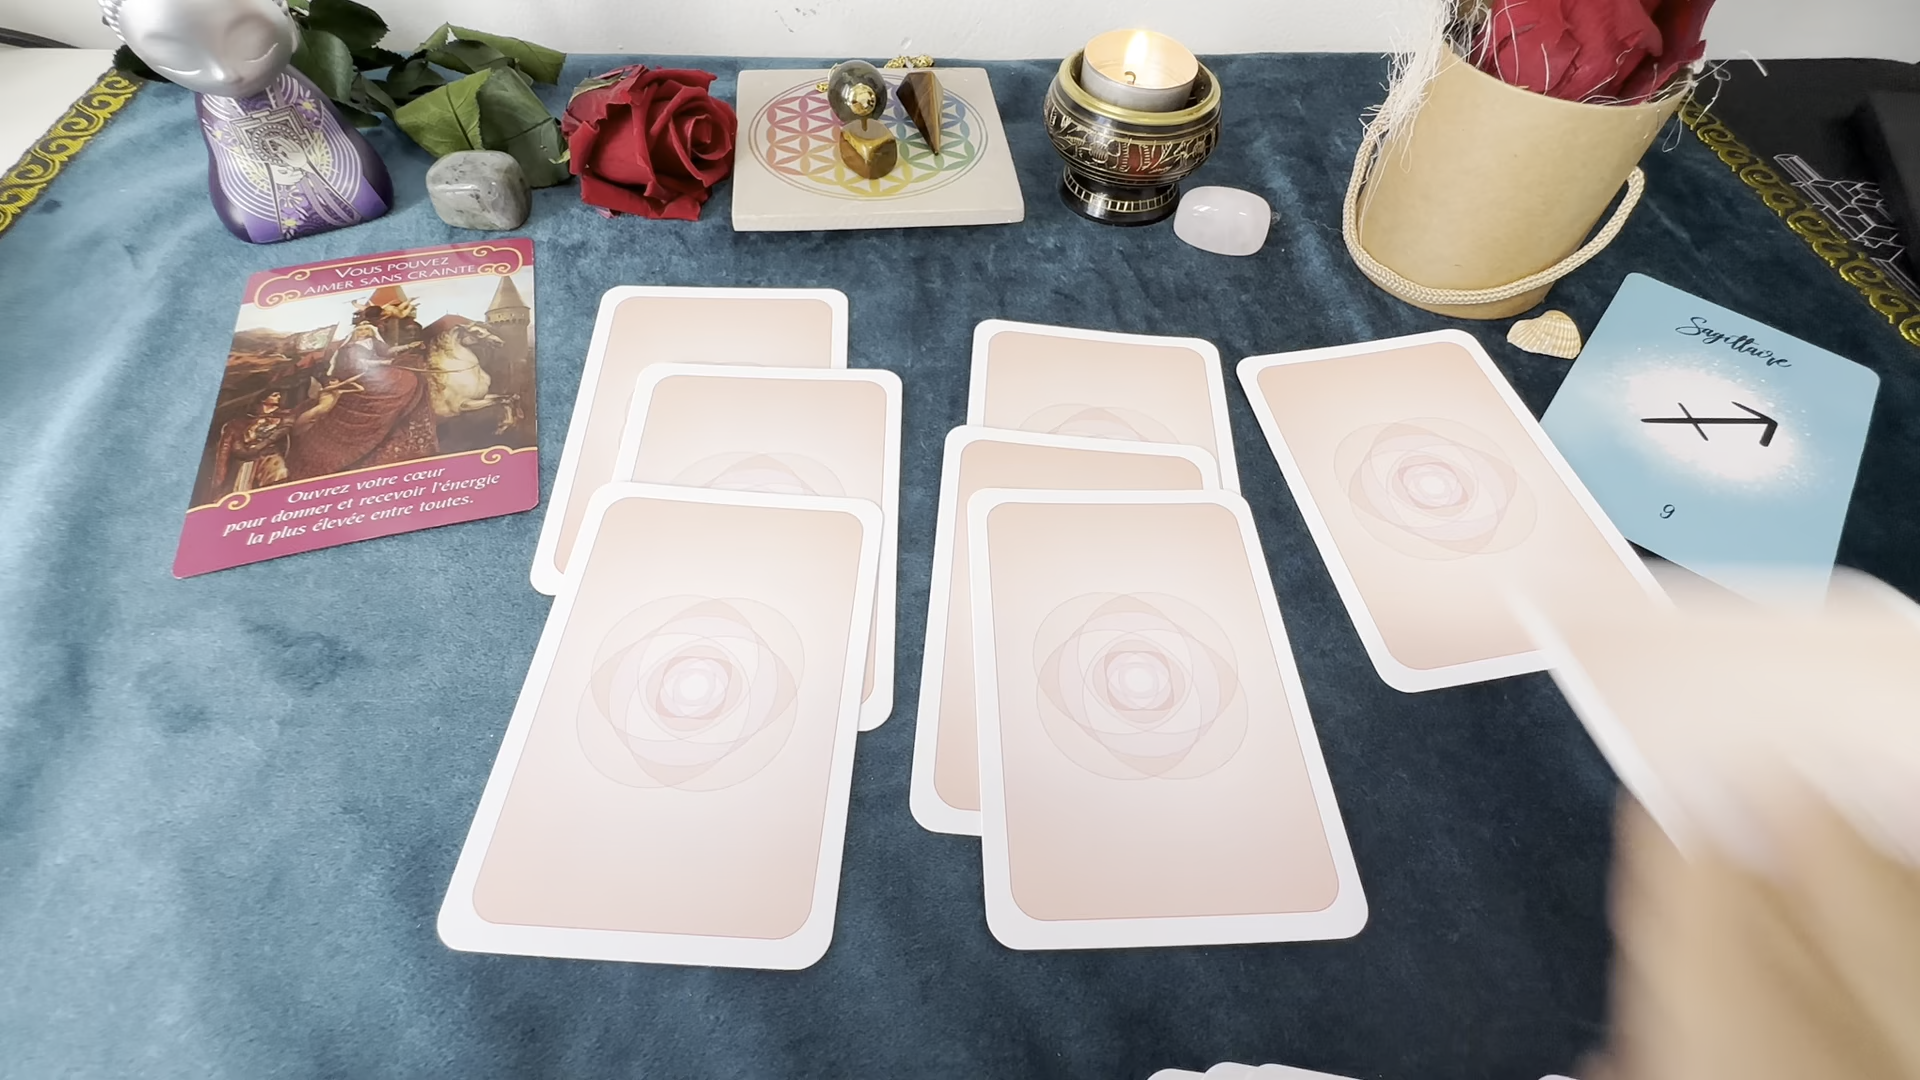 VOUS POUVEZ
AIMER SANS CRAINTE
Ouvrez votre cœur
pour donner et recevoir l'énergie
la plus élevée entre toutes.
Sagittaire
9